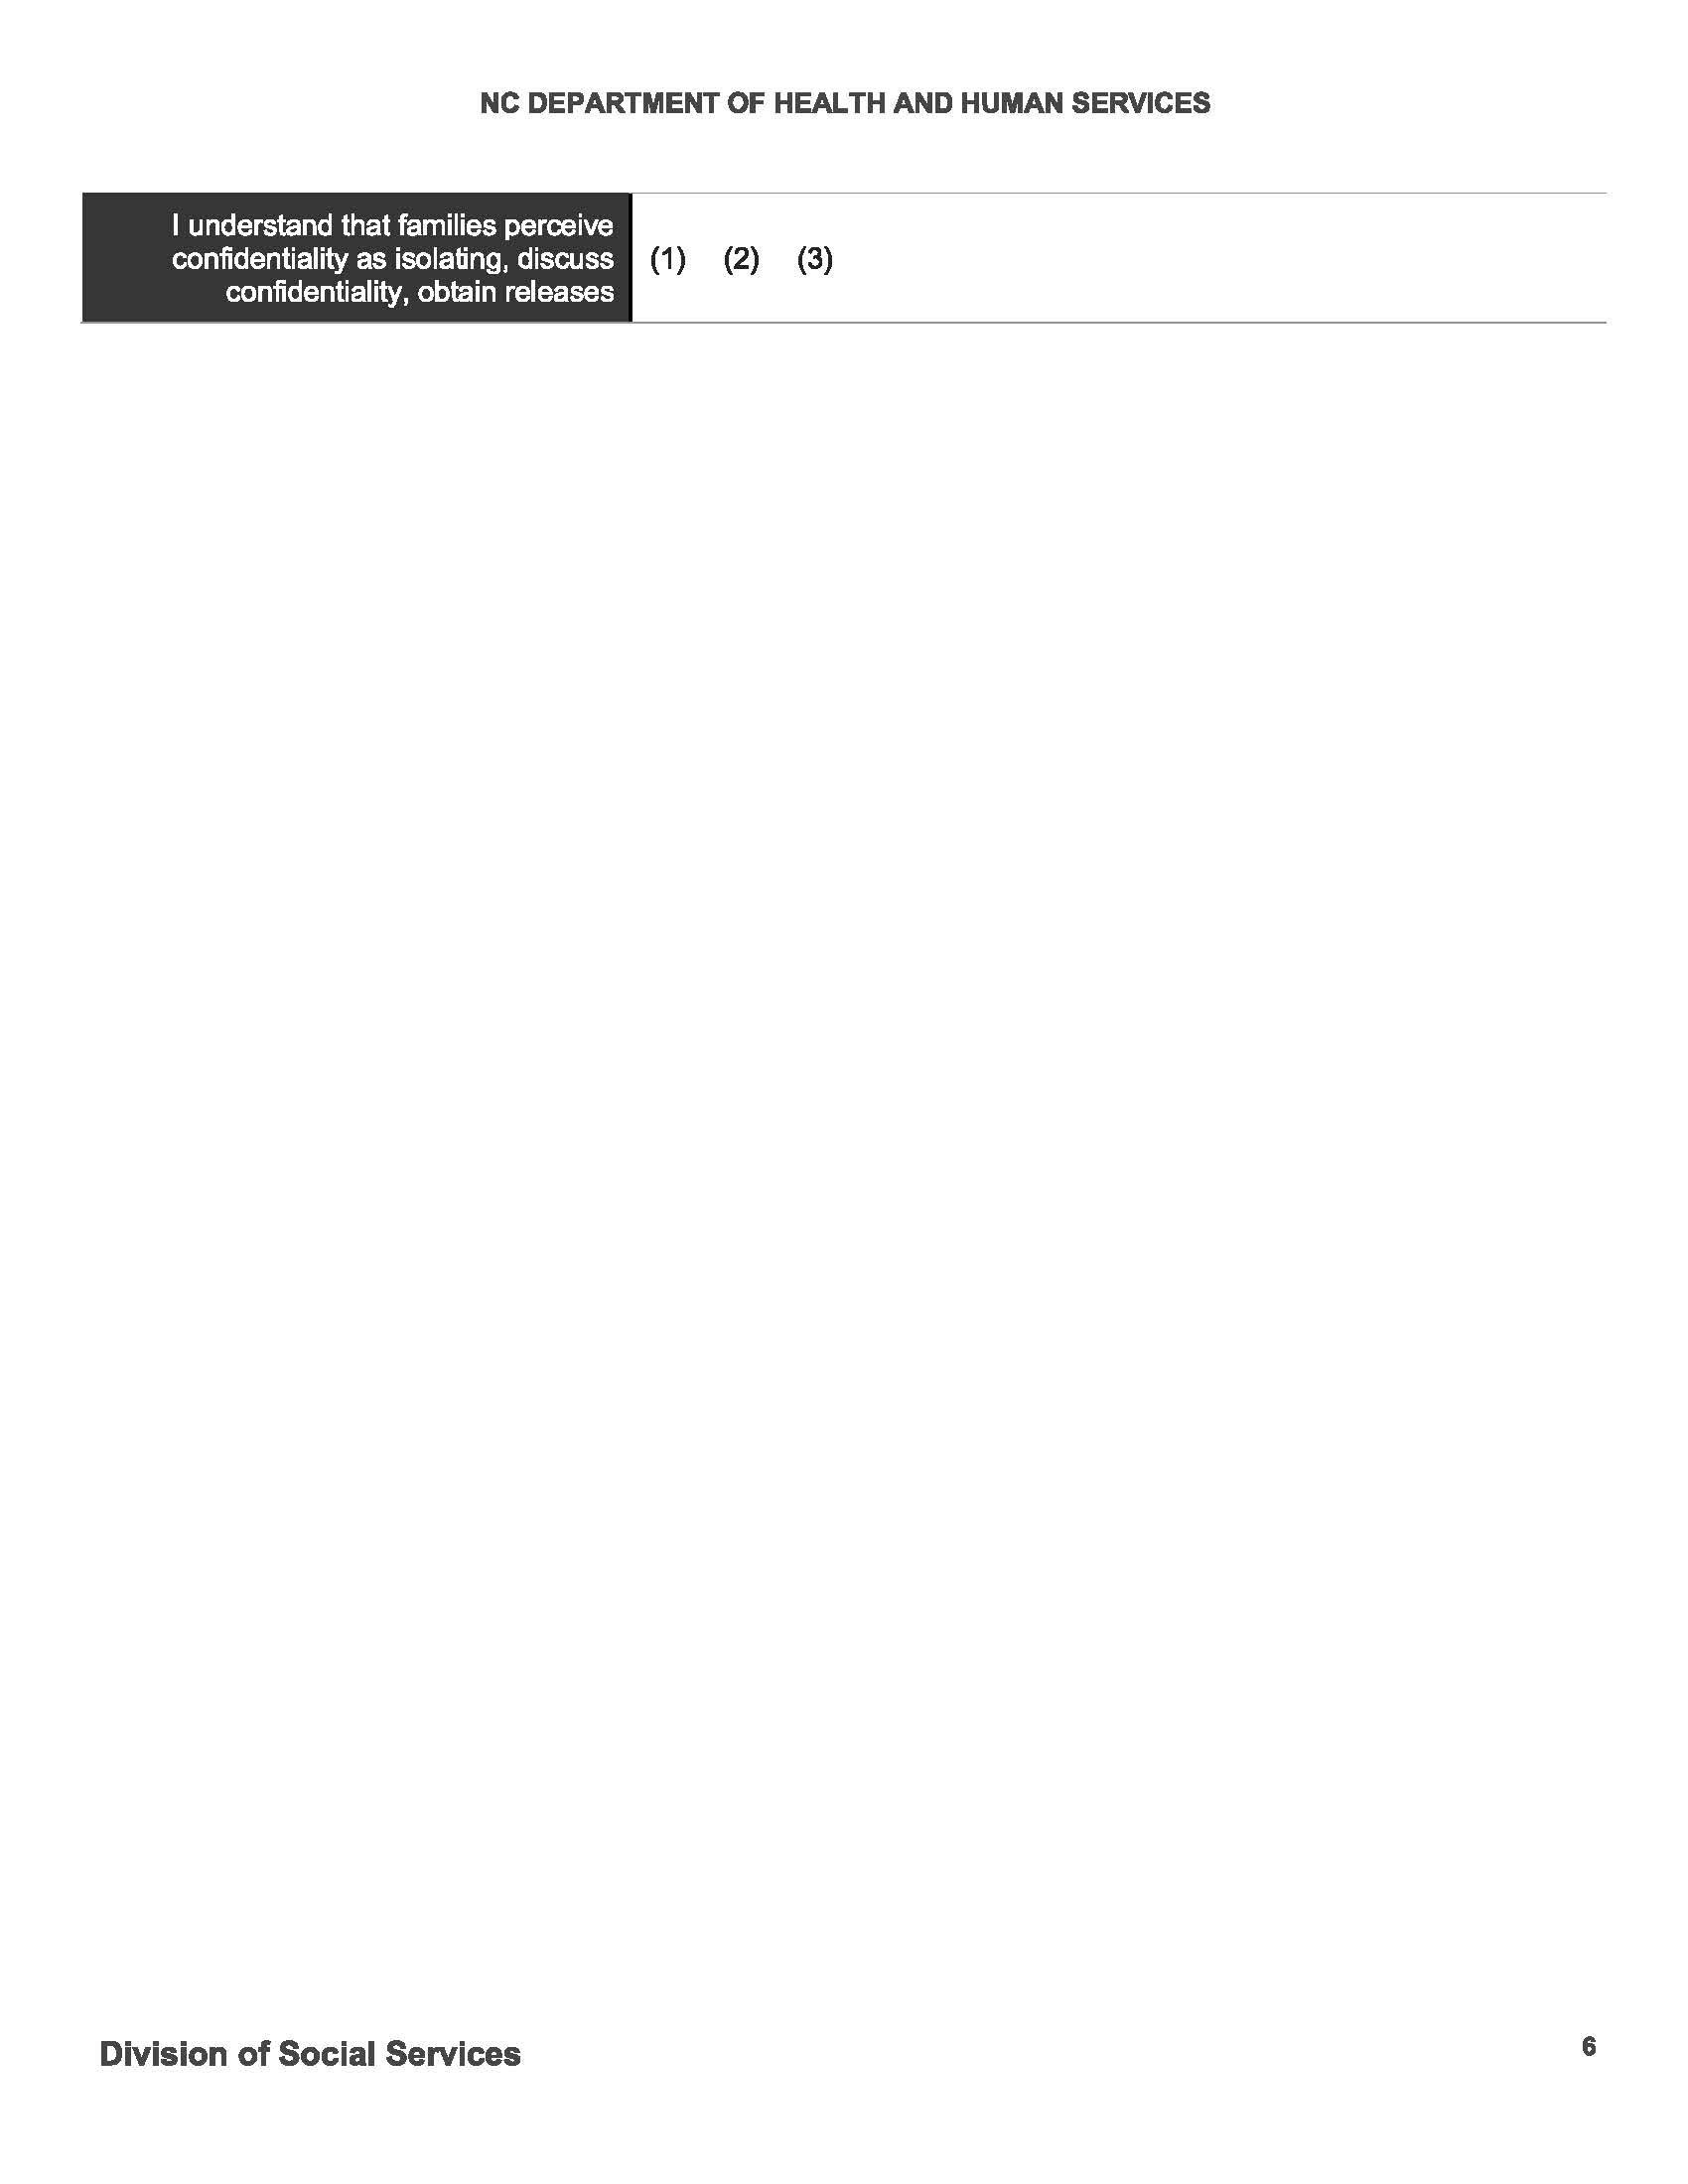 NC DEPARTMENT OF HEALTH AND HUMAN SERVICES
I understand that families perceive
confidentiality as isolating, discuss
confidentiality, obtain releases
(1) (2) (3)
Division of Social Services
6